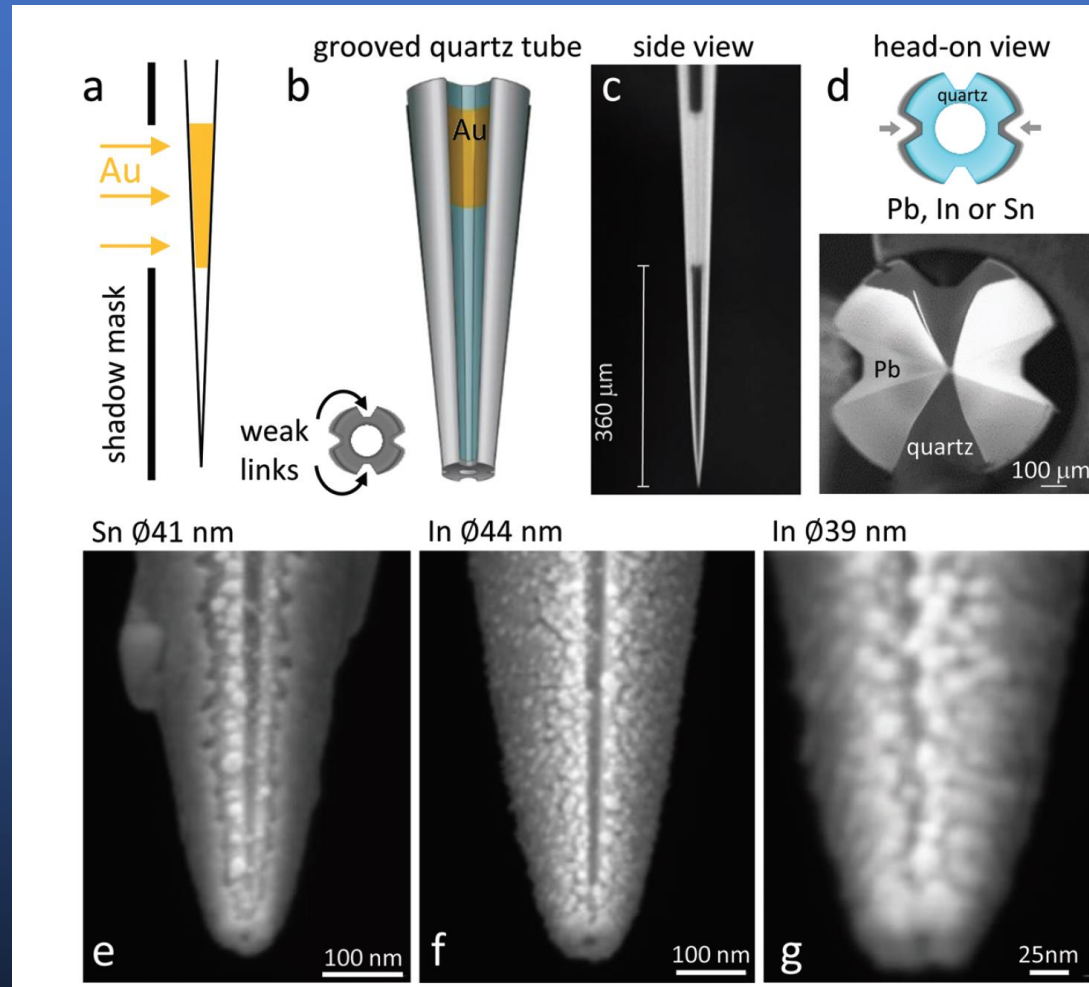 a
shadow mask
Au
b
grooved quartz tube
Au
weak
links
c
side view
360 μm
d
head-on view
quartz
Pb, In or Sn
Pb
quartz
100 μm
Sn Ø41 nm
e
100 nm
In Ø44 nm
f
100 nm
In Ø39 nm
g
25nm